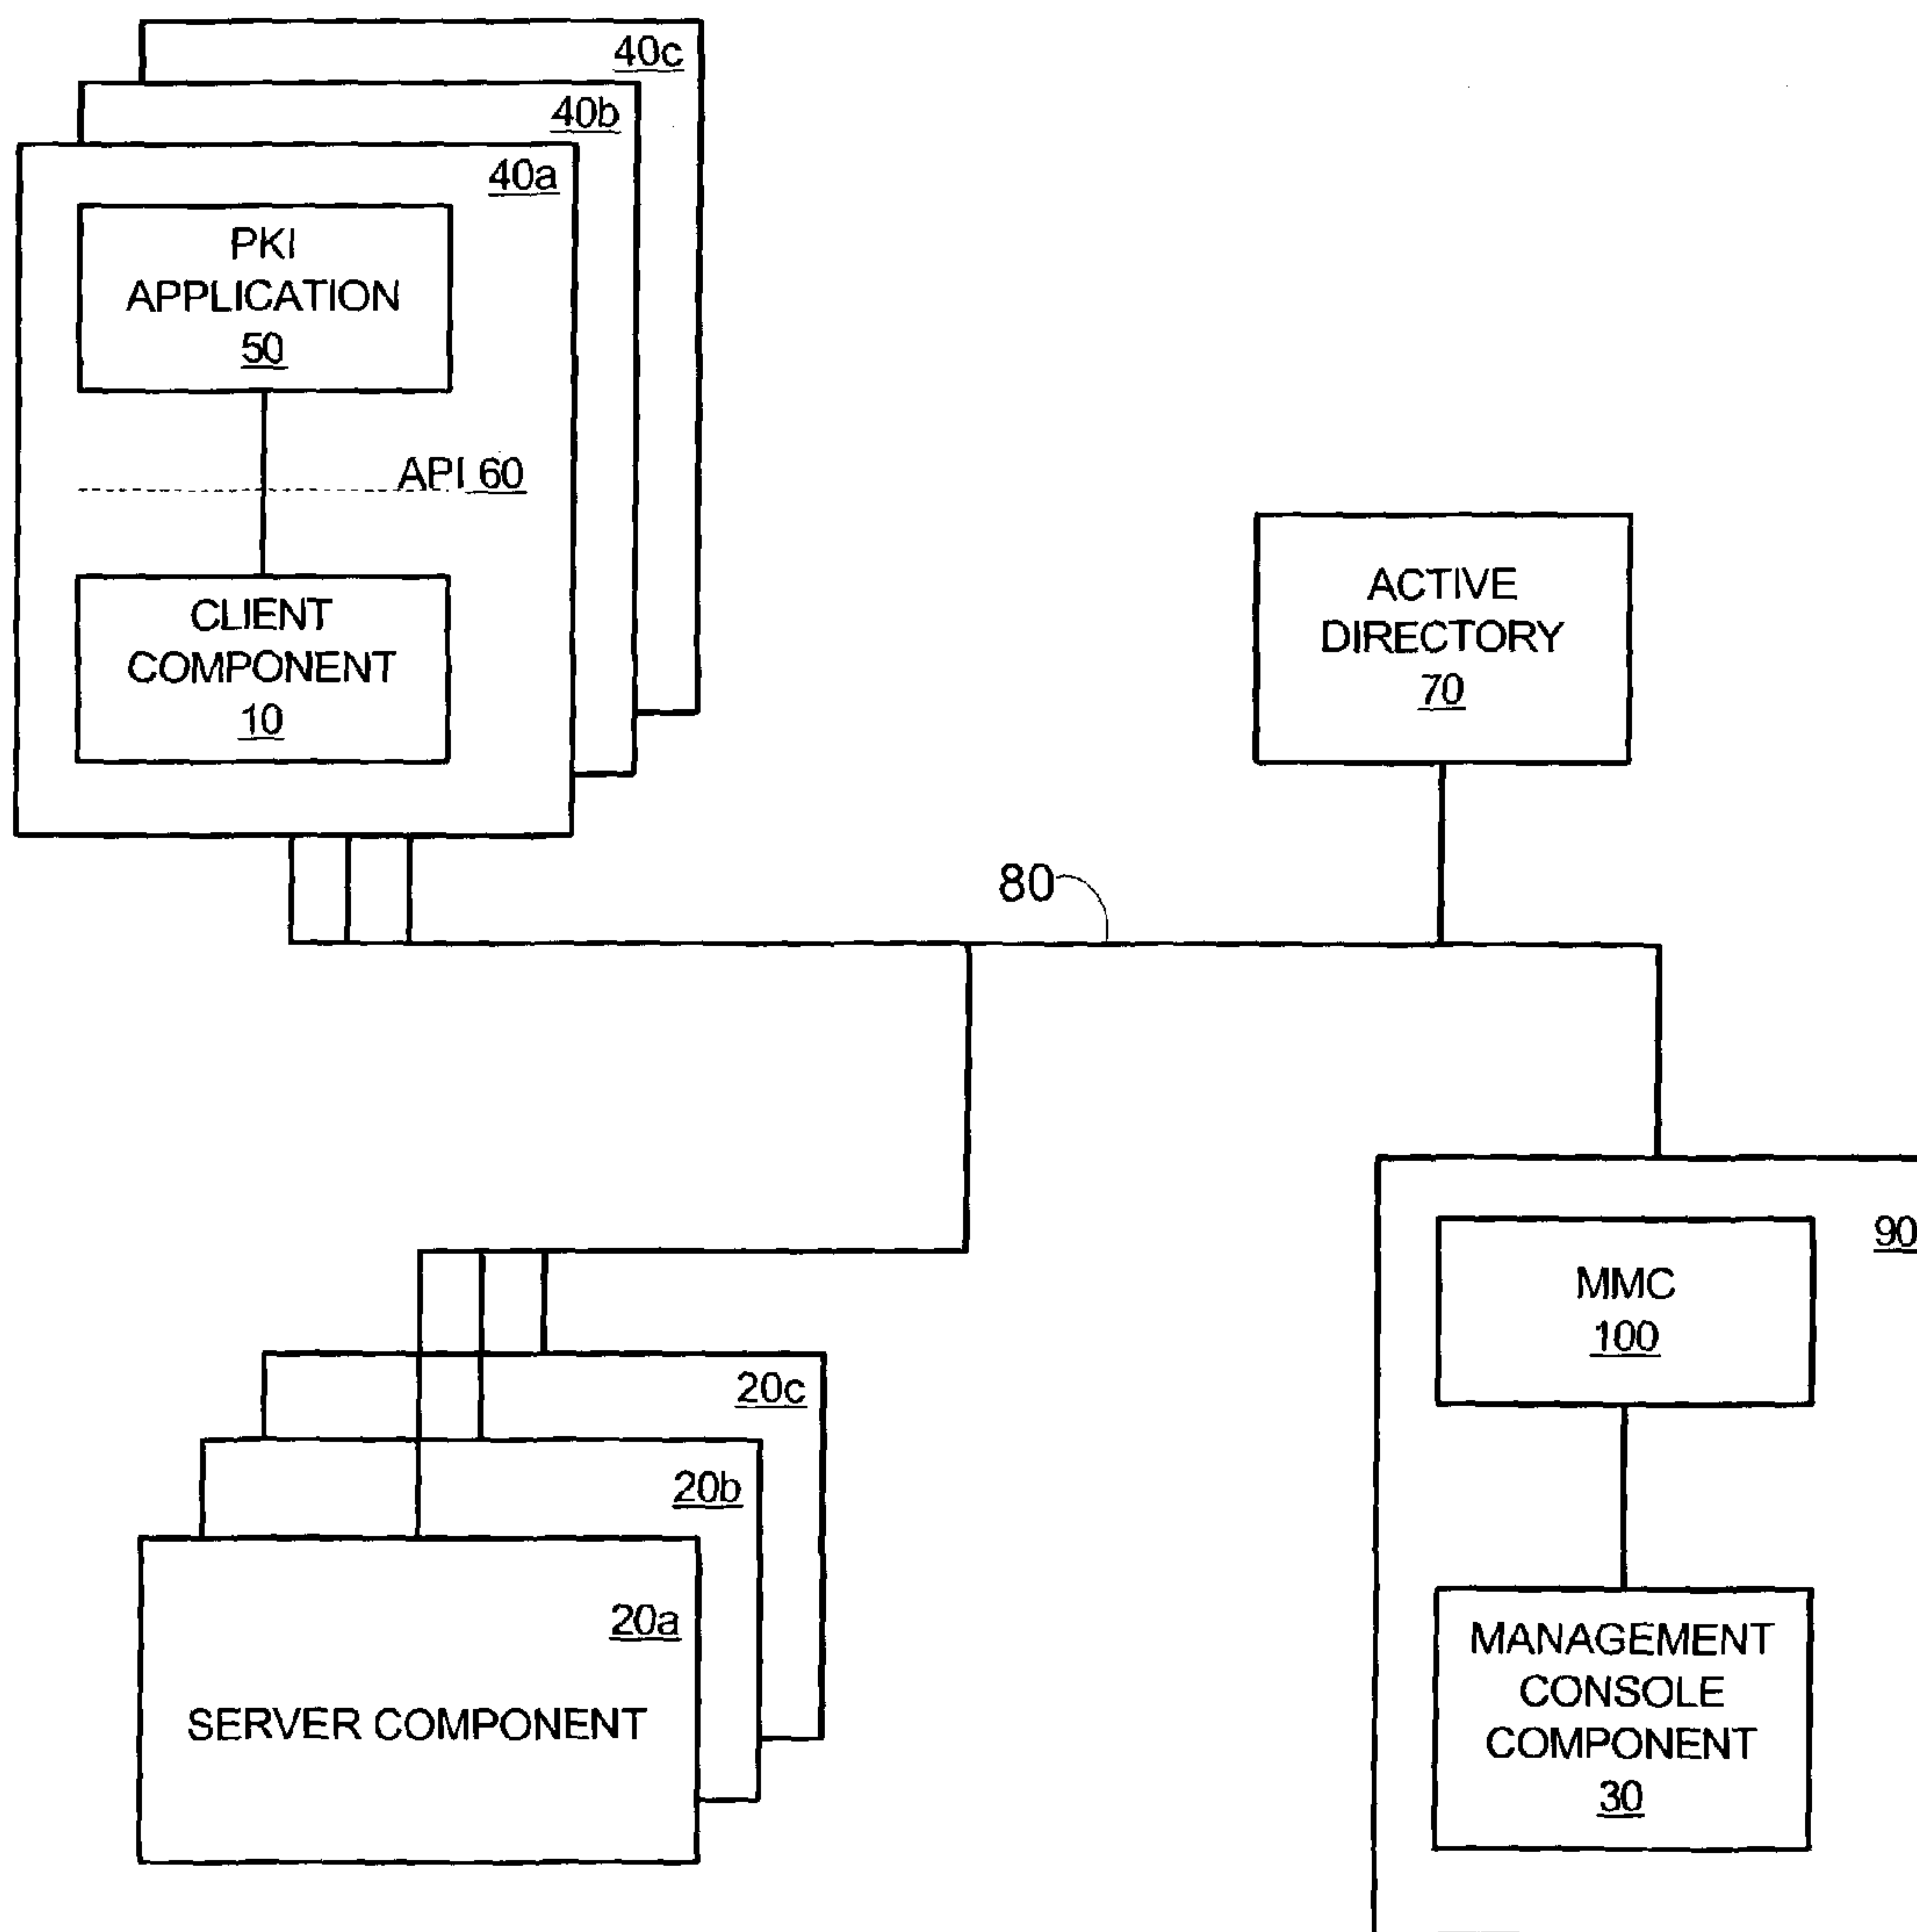 40c
40b
40a
PKI
APPLICATION
50
API 60
CLIENT
COMPONENT
10
ACTIVE
DIRECTORY
70
80
90
MMC
100
20c
20b
20a
SERVER COMPONENT
MANAGEMENT
CONSOLE
COMPONENT
30